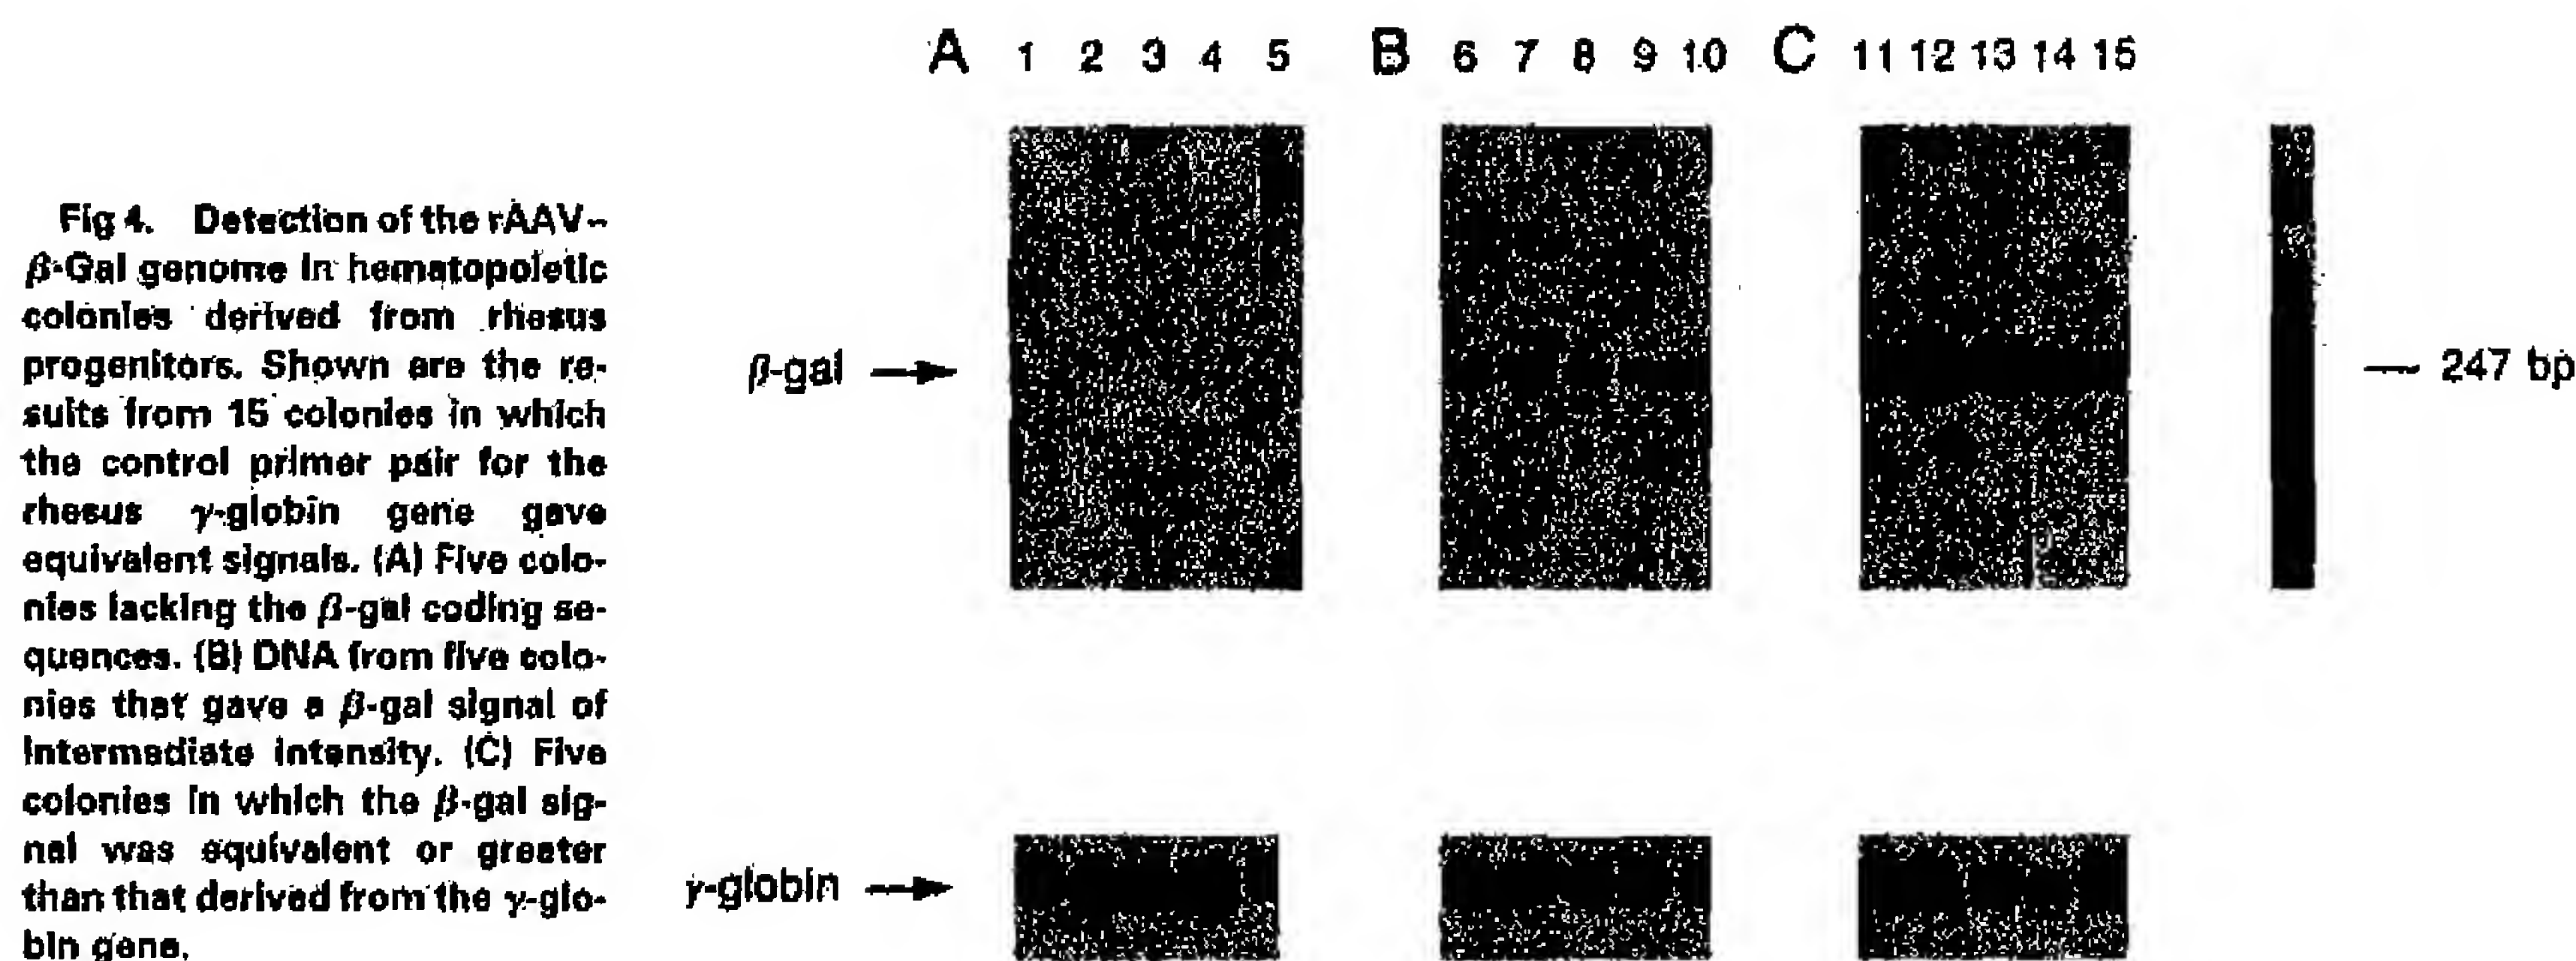 Fig 4. Detection of the rAAV–
β-Gal genome in hematopoietic
colonies derived from rhesus
progenitors. Shown are the re-
sults from 15 colonies in which
the control primer pair for the
rhesus γ-globin gene gave
equivalent signals. (A) Five colo-
nies lacking the β-gal coding se-
quences. (B) DNA from five colo-
nies that gave a β-gal signal of
intermediate intensity. (C) Five
colonies in which the β-gal sig-
nal was equivalent or greater
than that derived from the γ-glo-
bin gene.
A 1 2 3 4 5 B 6 7 8 9 10 C 11 12 13 14 15
β-gal
247 bp
γ-globin